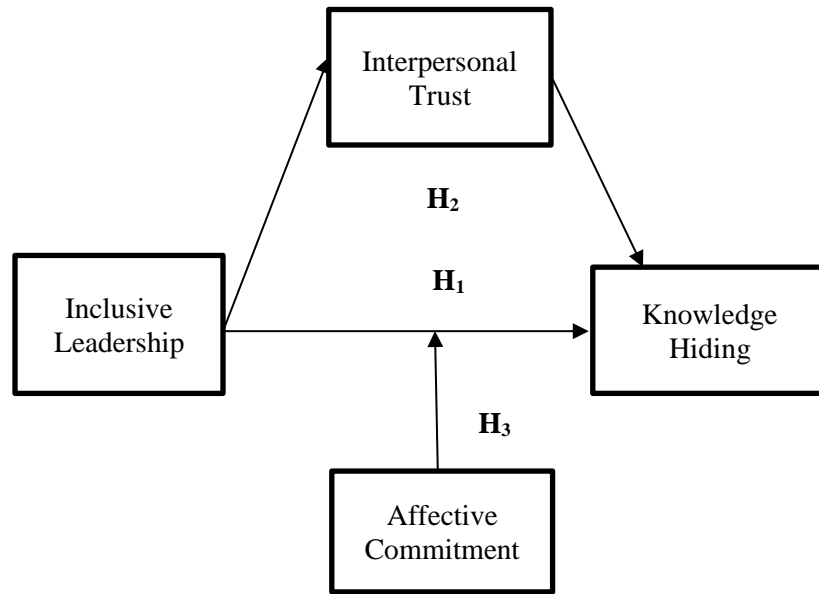 Interpersonal
Trust
H₂
H₁
Inclusive
Leadership
Knowledge
Hiding
H₃
Affective
Commitment